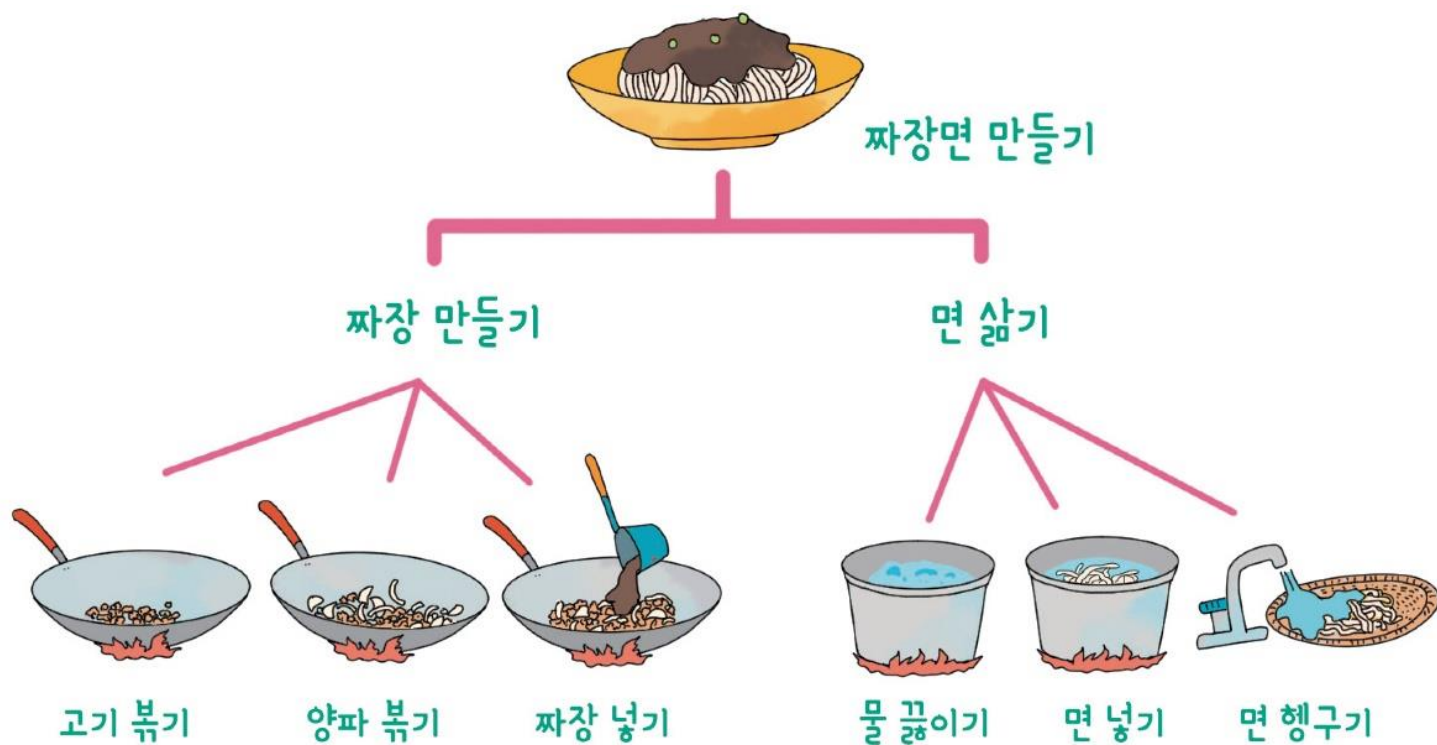 짜장면 만들기
짜장 만들기
면 삶기
고기 볶기
양파 볶기
짜장 넣기
물 끓이기
면 넣기
면 헹구기